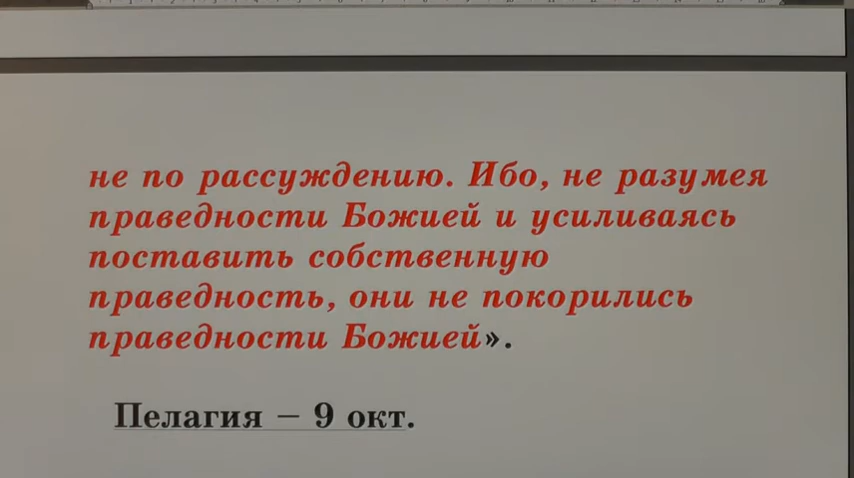 не по рассуждению. Ибо, не разумея
праведности Божией и усиливаясь
поставить собственную
праведность, они не покорились
праведности Божией».
Пелагия – 9 окт.